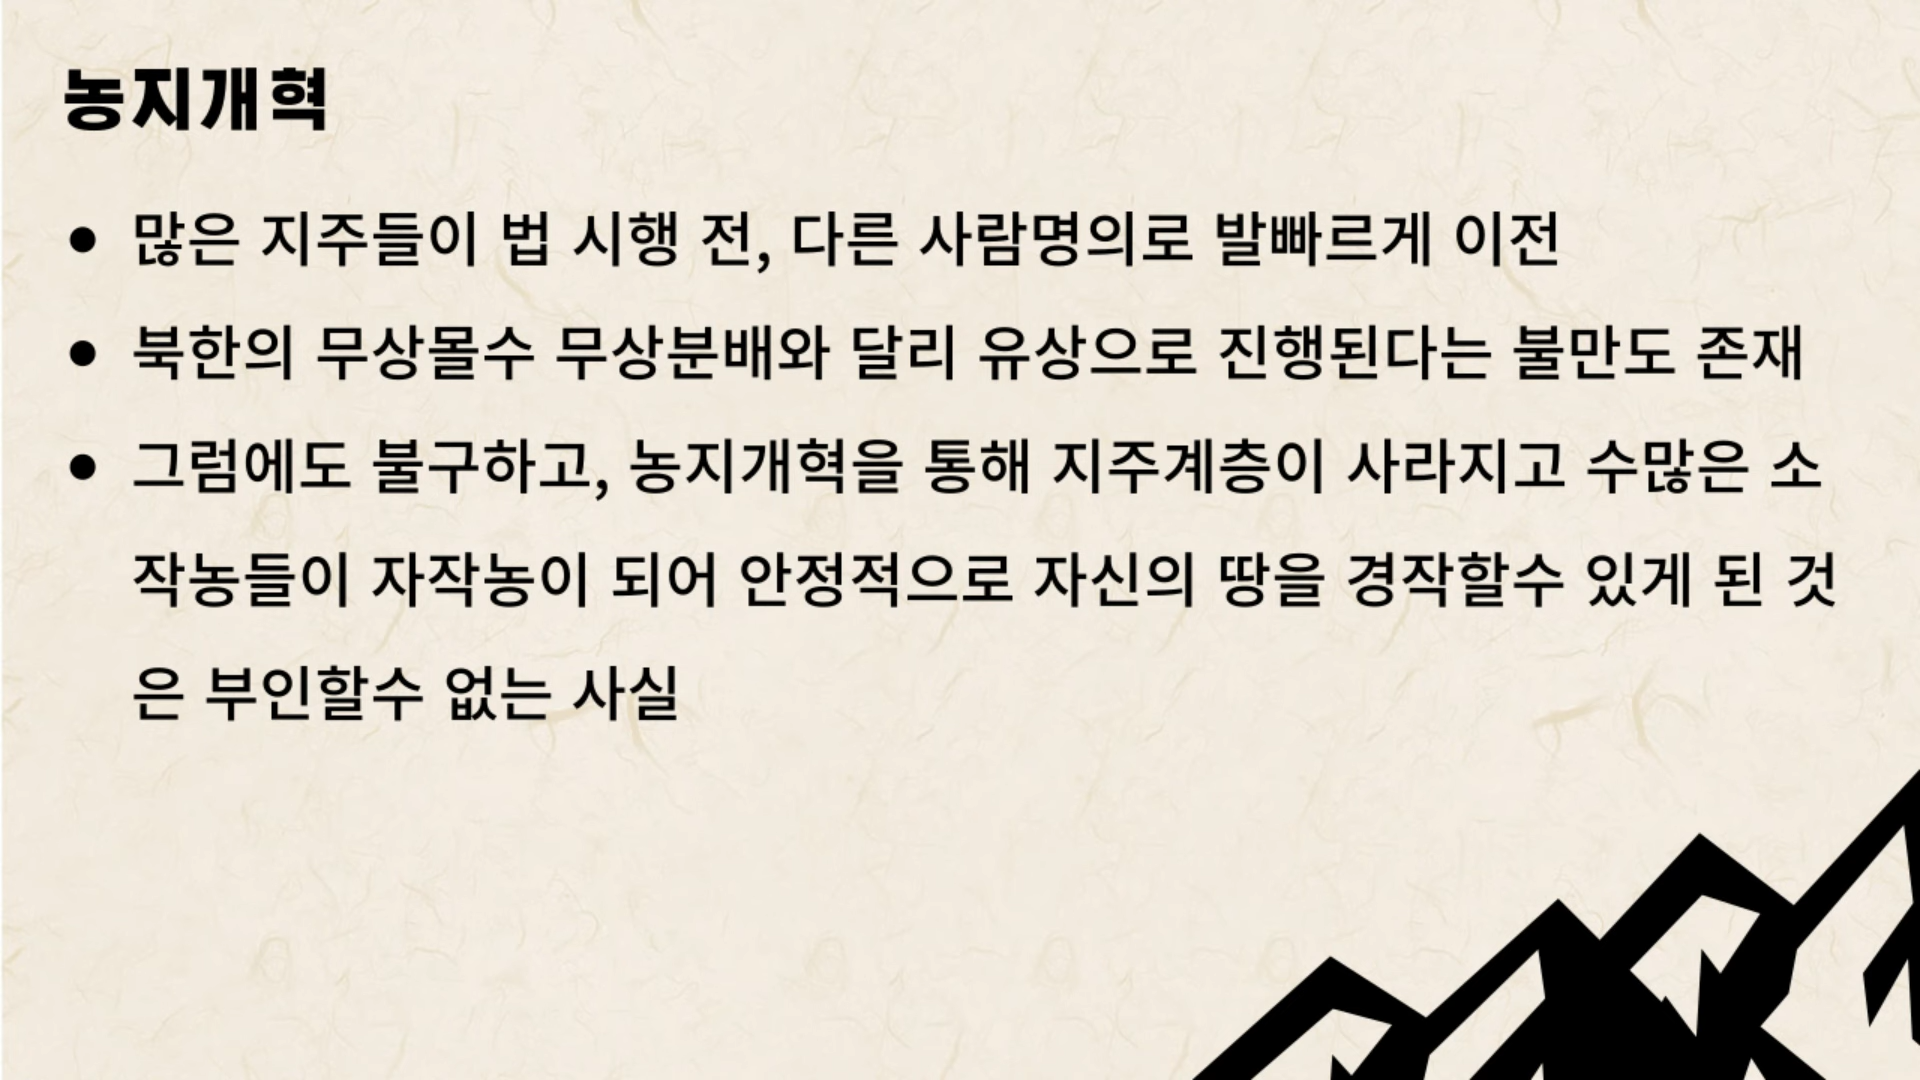 농지개혁
● 많은 지주들이 법 시행 전, 다른 사람명의로 발빠르게 이전
● 북한의 무상몰수 무상분배와 달리 유상으로 진행된다는 불만도 존재
● 그럼에도 불구하고, 농지개혁을 통해 지주계층이 사라지고 수많은 소
작농들이 자작농이 되어 안정적으로 자신의 땅을 경작할수 있게 된 것
은 부인할수 없는 사실